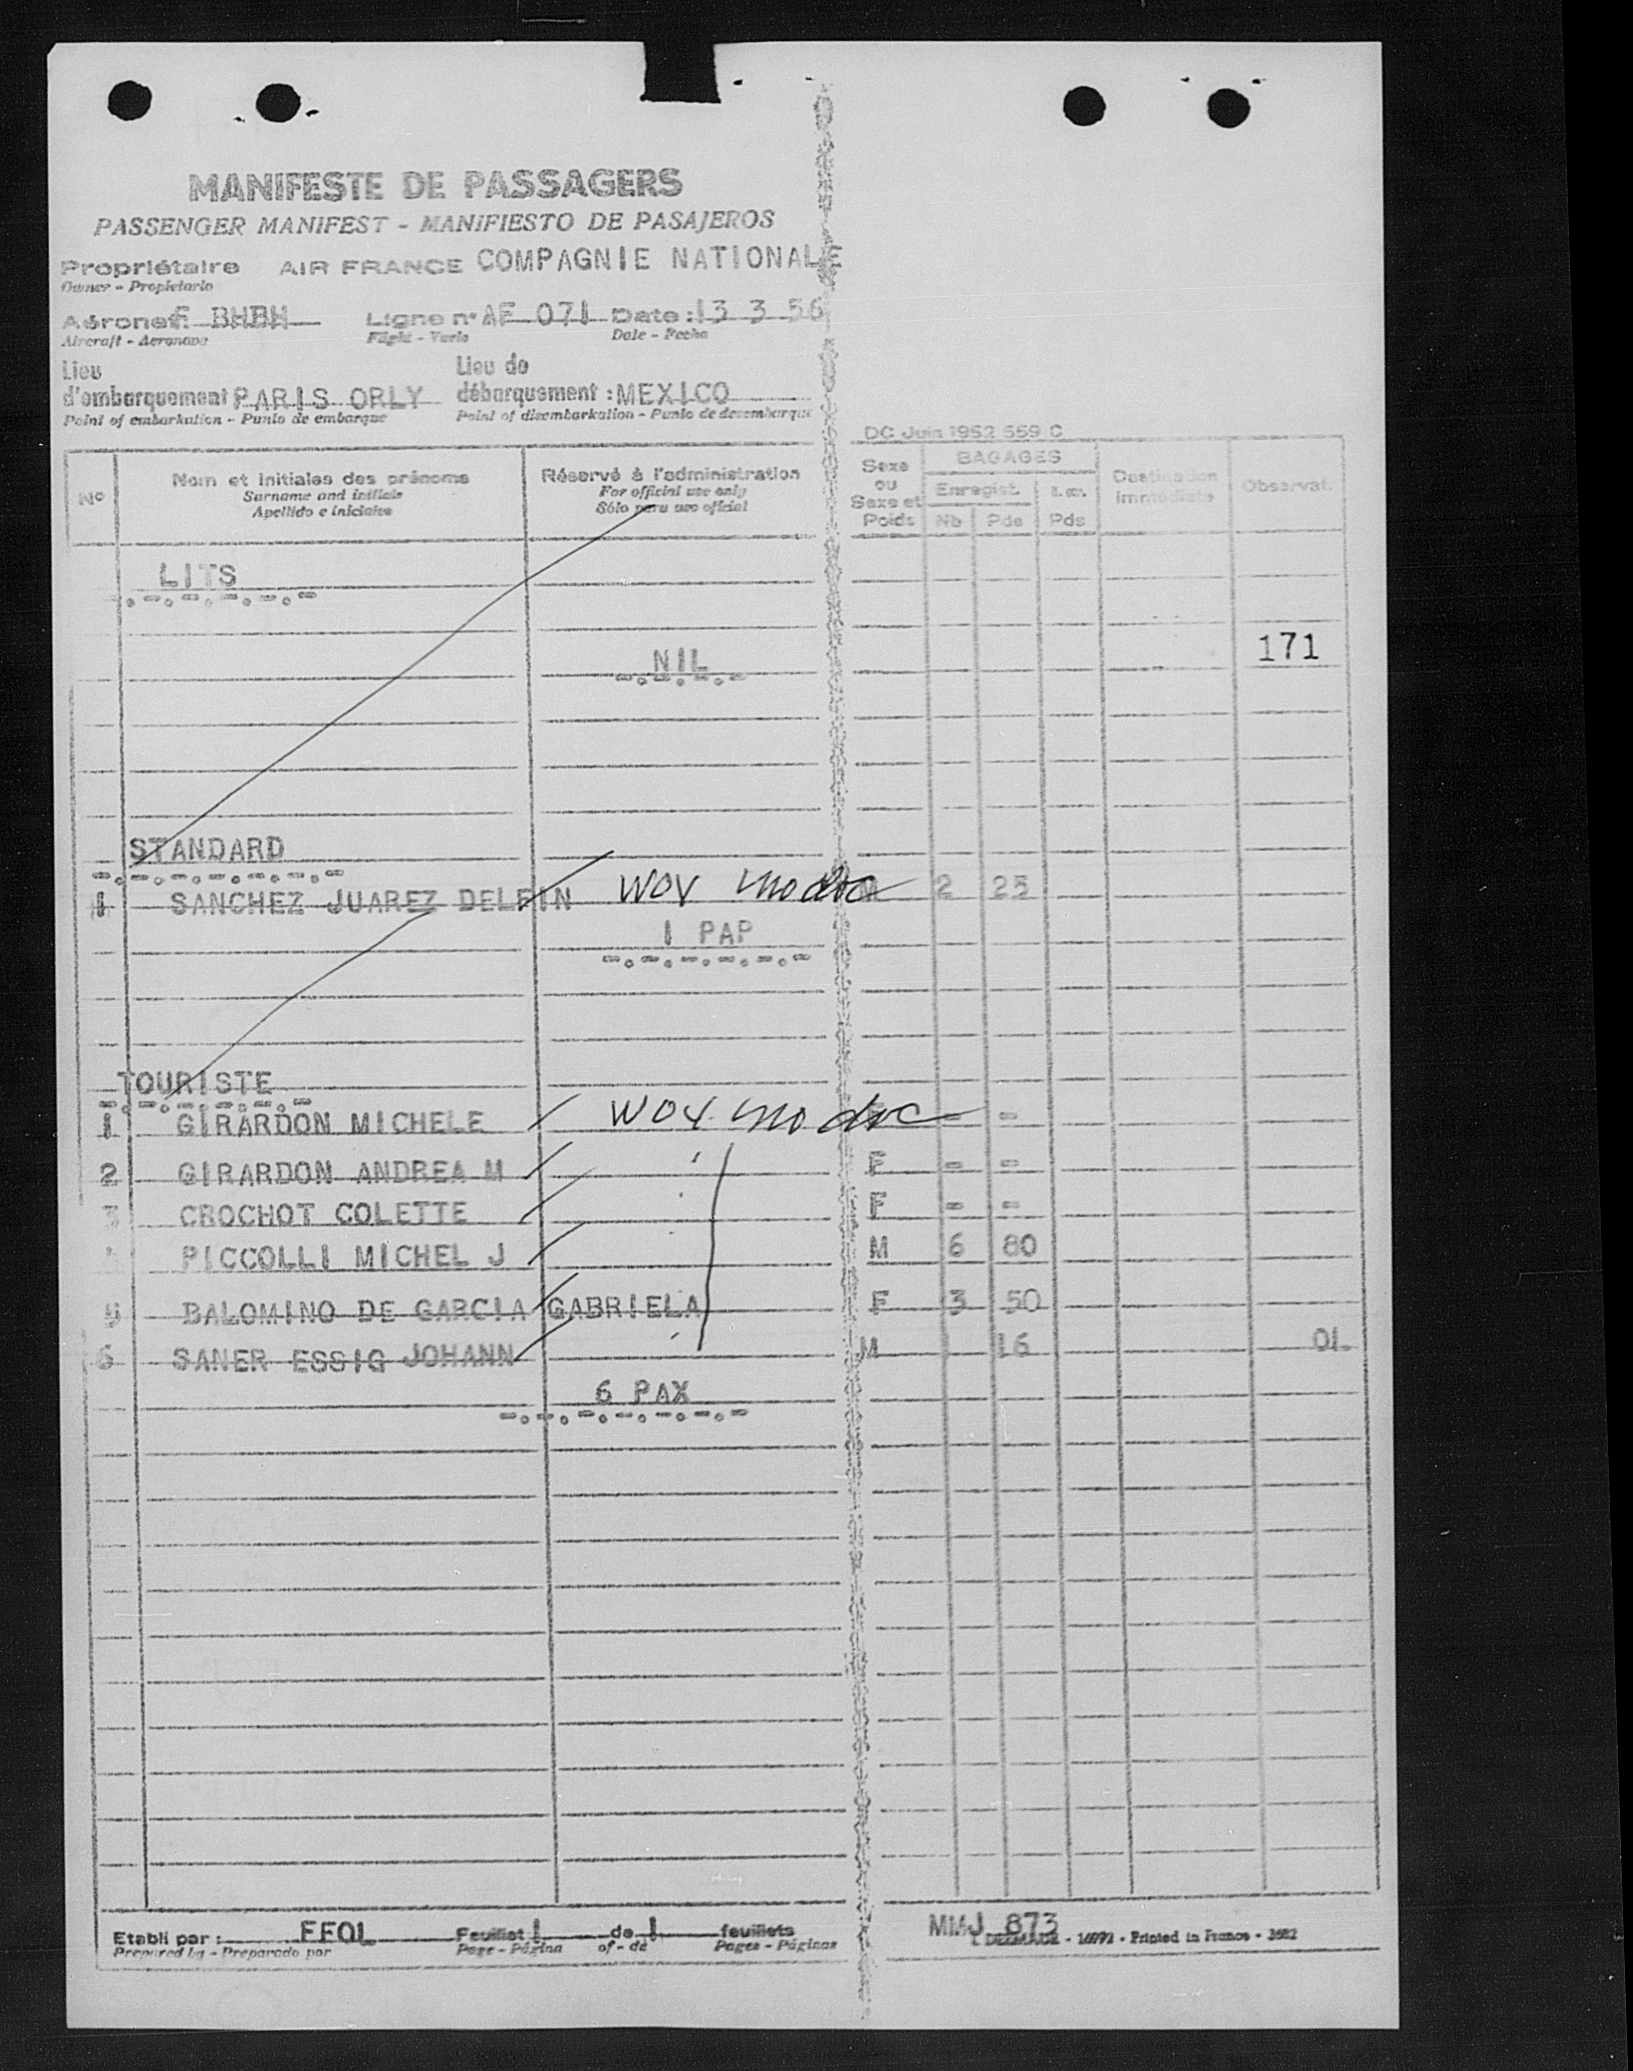 MANIFESTE DE PASSAGERS
PASSENGER MANIFEST - MANIFIESTO DE PASAJEROS
Propriétaire AIR FRANCE COMPAGNIE NATIONALE
Owner - Propietario
Aéronef: F BHBH Ligne n° AF 071 Date: 13 3 56
Aircraft - Aeronave Flight - Vuelo Date - Fecha
Lieu Lieu de
d'embarquement PARIS ORLY débarquement : MEXICO
Point of embarkation - Punto de embarque Point of disembarkation - Punto de desembarque
DC Juin 1952 559 C
N° Nom et initiales des prénoms Réservé à l'administration Sexe ou Sexe et Poids BAGAGES Destination immédiate Observat.
Surname and initials For official use only Enregist.
Apellido e iniciales Sólo para uso oficial Nb Pds Pds
LITS
171
NIL
STANDARD
1 SANCHEZ JUAREZ DELFIN WOV no doc M 2 25
1 PAP
TOURISTE
1 GIRARDON MICHELE WOV no doc - -
2 GIRARDON ANDREA M F - -
3 CROCHOT COLETTE F - -
PICCOLLI MICHEL J M 6 80
5 BALOMINO DE GARCIA GABRIELA F 3 50
6 SANER ESSIG JOHANN M 16 01.
6 PAX
Etabli par : FFOL Feuillet 1 de 1 feuillets
Prepared by - Preparado por Page - Página of - de Pages - Páginas
MMJ 873
Printed in France